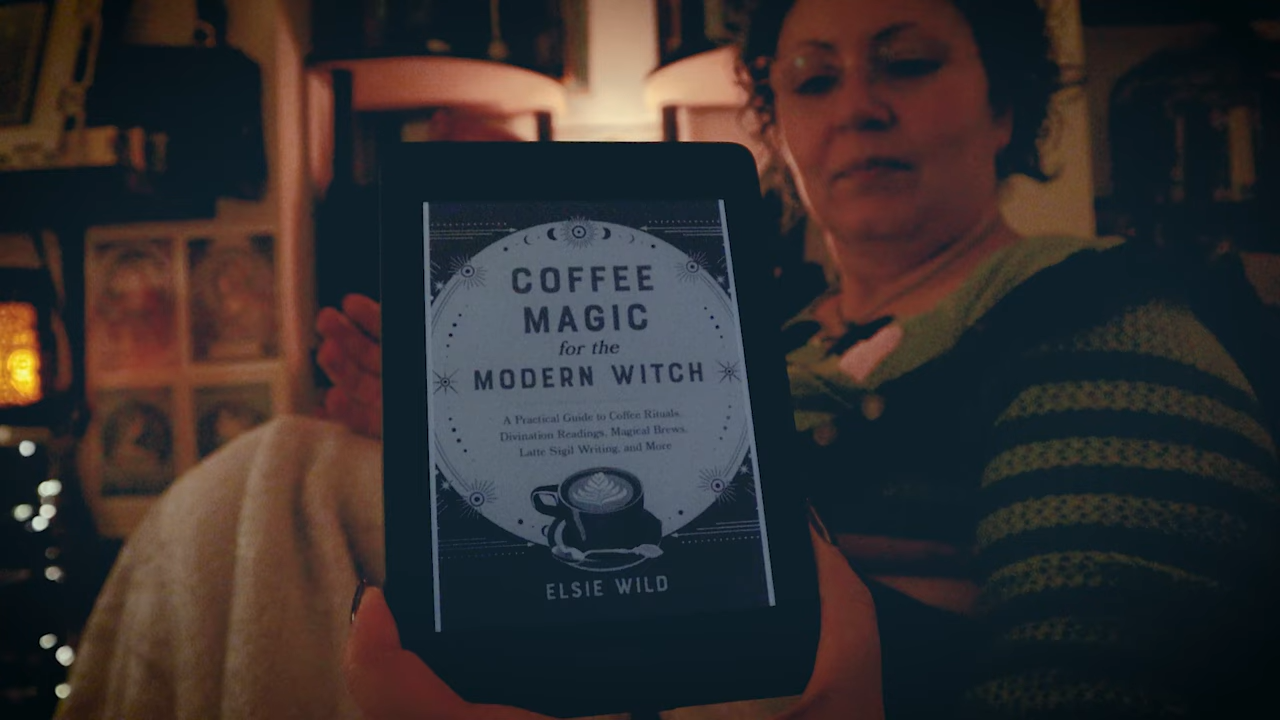 COFFEE
MAGIC
for the
MODERN WITCH
A Practical Guide to Coffee Rituals,
Divination Readings, Magical Brews,
Latte Sigil Writing, and More
ELSIE WILD